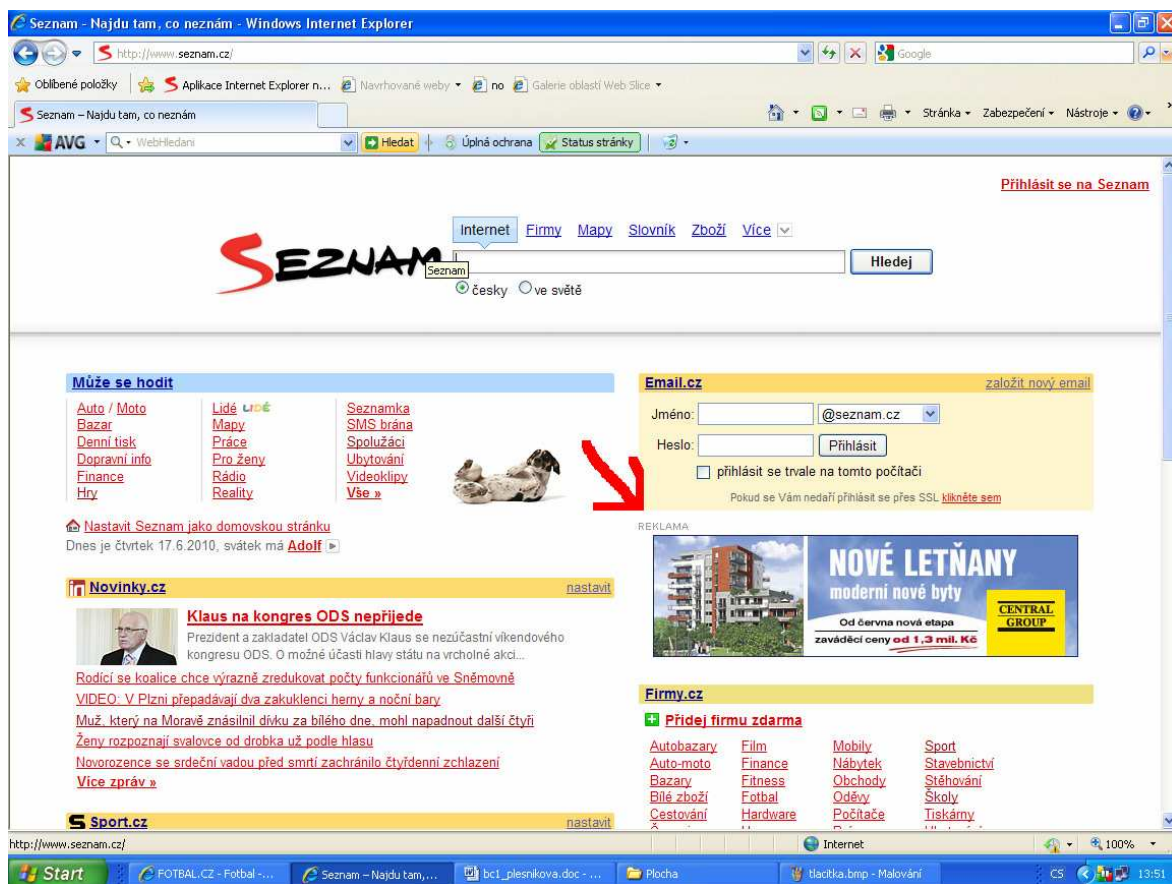 Seznam - Najdu tam, co neznám - Windows Internet Explorer
http://www.seznam.cz/
Google
Oblíbené položky
Aplikace Internet Explorer n...
Navrhované weby
no
Galerie oblastí Web Slice
Seznam – Najdu tam, co neznám
Stránka
Zabezpečení
Nástroje
AVG
WebHledani
Hledat
Úplná ochrana
Status stránky
Přihlásit se na Seznam
Internet Firmy Mapy Slovník Zboží Více
SEZNAM
Seznam
Hledej
česky ve světě
Může se hodit
Auto / Moto
Bazar
Denní tisk
Dopravní info
Finance
Hry
Lidé LIDÉ
Mapy
Práce
Pro ženy
Rádio
Reality
Seznamka
SMS brána
Spolužáci
Ubytování
Videoklipy
Vše »
Nastavit Seznam jako domovskou stránku
Dnes je čtvrtek 17.6.2010, svátek má Adolf
Novinky.cz
nastavit
Klaus na kongres ODS nepřijede
Prezident a zakladatel ODS Václav Klaus se nezúčastní víkendového
kongresu ODS. O možné účasti hlavy státu na vrcholné akci...
Rodící se koalice chce výrazně zredukovat počty funkcionářů ve Sněmovně
VIDEO: V Plzni přepadávají dva zakuklenci herny a noční bary
Muž, který na Moravě znásilnil dívku za bílého dne, mohl napadnout další čtyři
Ženy rozpoznají svalovce od drobka už podle hlasu
Novorozence se srdeční vadou před smrtí zachránilo čtyřdenní zchlazení
Více zpráv »
Sport.cz
nastavit
Email.cz
založit nový email
Jméno:
@seznam.cz
Heslo:
Přihlásit
přihlásit se trvale na tomto počítači
Pokud se Vám nedaří přihlásit se přes SSL klikněte sem
REKLAMA
NOVÉ LETŇANY
moderní nové byty
Od června nová etapa
zaváděcí ceny od 1,3 mil. Kč
CENTRAL
GROUP
Firmy.cz
Přidej firmu zdarma
Autobazary
Auto-moto
Bazary
Bílé zboží
Cestování
Film
Finance
Fitness
Fotbal
Hardware
Mobily
Nábytek
Obchody
Oděvy
Počítače
Sport
Stavebnictví
Stěhování
Školy
Tiskárny
http://www.seznam.cz/
Internet
100%
Start
FOTBAL.CZ - Fotbal -...
Seznam – Najdu tam,...
bc1_plesnikova.doc - ...
Plocha
tlacitka.bmp - Malování
CS
13:51